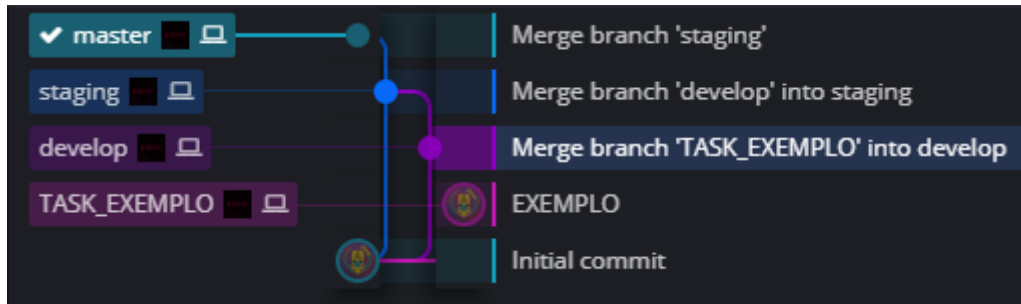 master Merge branch 'staging'
staging Merge branch 'develop' into staging
develop Merge branch 'TASK_EXEMPLO' into develop
TASK_EXEMPLO EXEMPLO
Initial commit